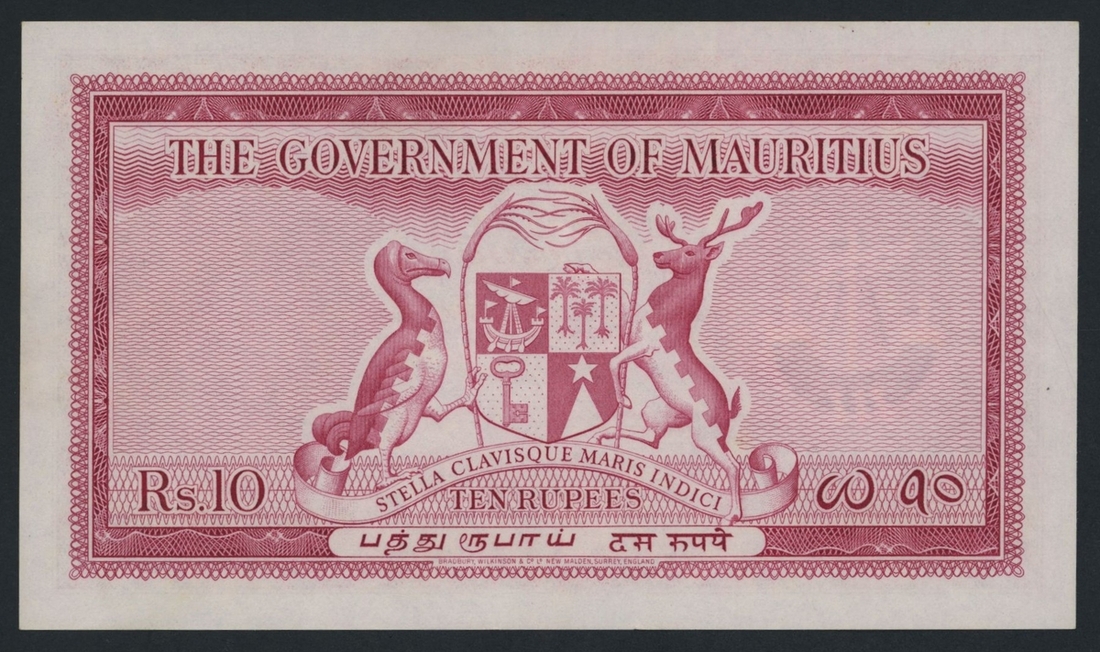 THE GOVERNMENT OF MAURITIUS
STELLA CLAVISQUE MARIS INDICI
Rs.10 TEN RUPEES ௰ १०
பத்து ரூபாய் दस रुपये
BRADBURY, WILKINSON & Cº Lᵈ NEW MALDEN, SURREY, ENGLAND